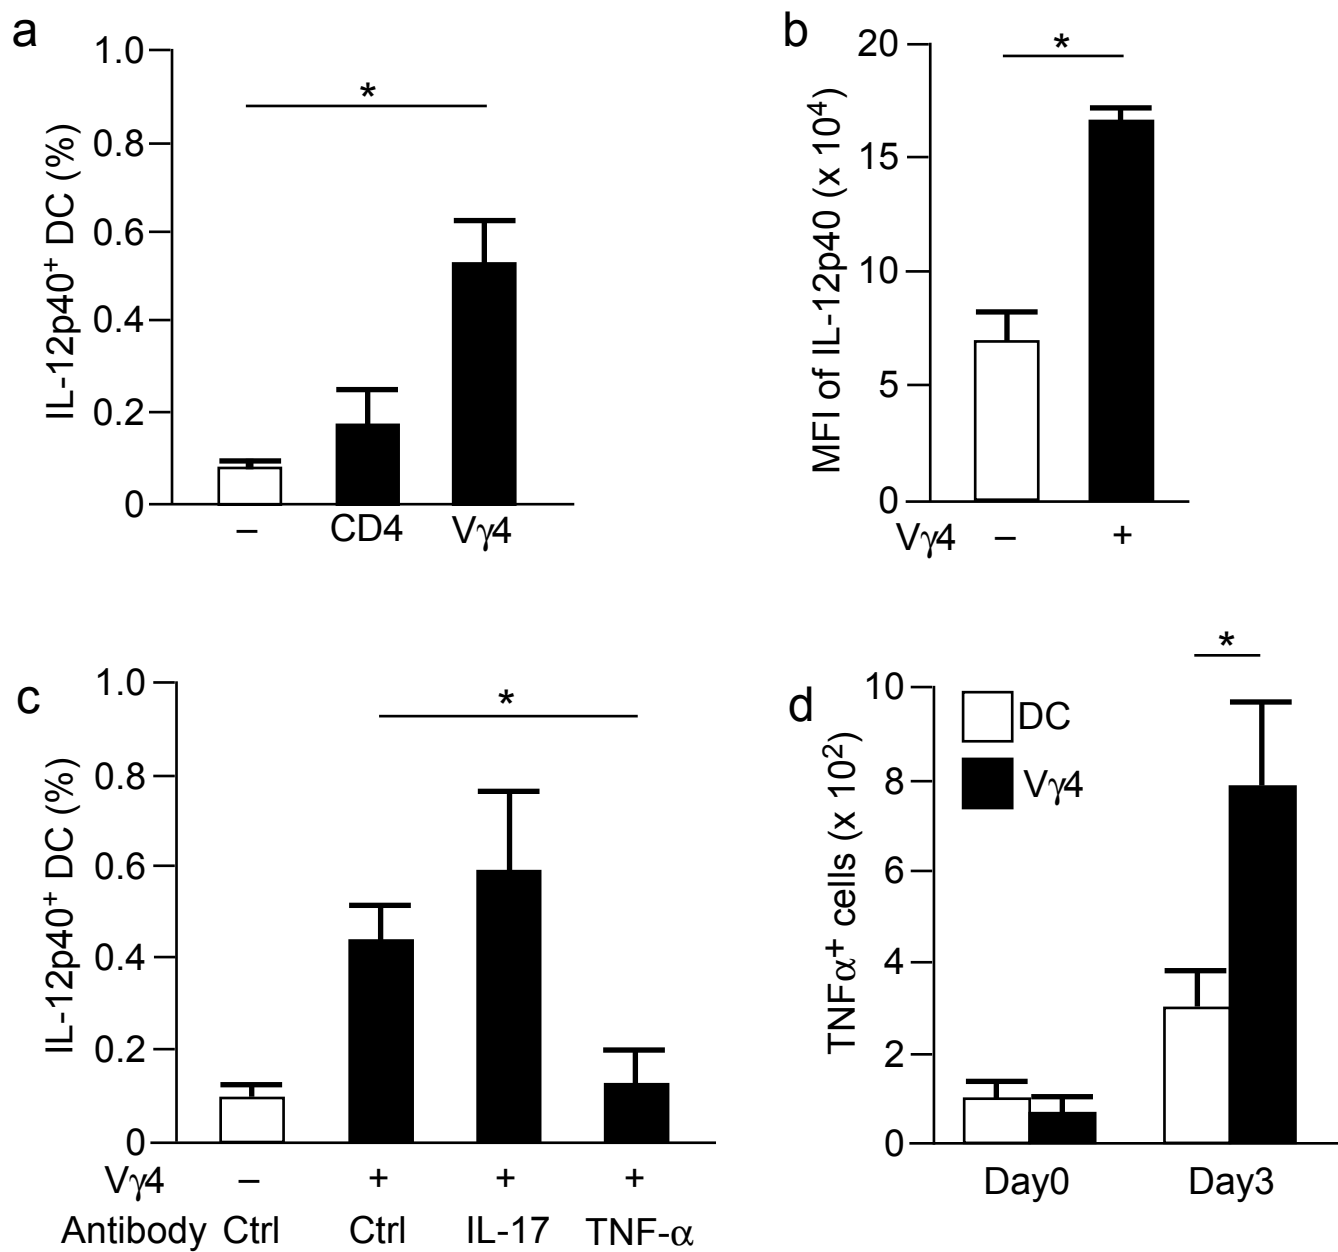 a
IL-12p40⁺ DC (%)
1.0
0.8
0.6
0.4
0.2
0
*
– CD4 Vγ4
b
MFI of IL-12p40 (x 10⁴)
20
15
10
5
0
*
Vγ4 – +
c
IL-12p40⁺ DC (%)
1.0
0.8
0.6
0.4
0.2
0
*
Vγ4 – + + +
Antibody Ctrl Ctrl IL-17 TNF-α
d
TNFα⁺ cells (x 10²)
10
8
6
4
2
0
DC
Vγ4
*
Day0 Day3